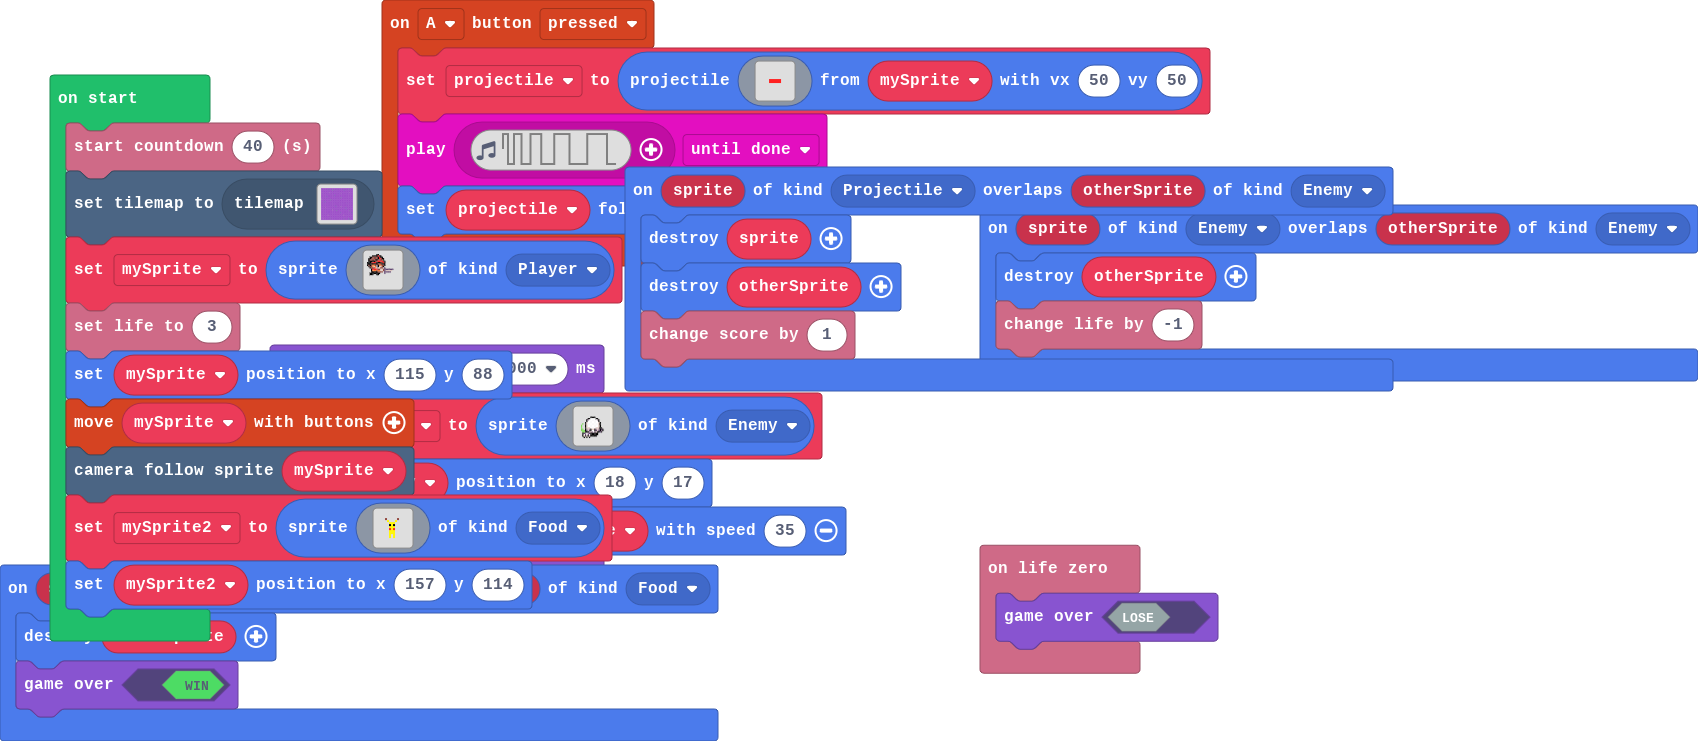 on A button pressed
set projectile to projectile from mySprite with vx 50 vy 50
play until done
set projectile fol
on start
start countdown 40 (s)
set tilemap to tilemap
set mySprite to sprite of kind Player
set life to 3
set mySprite position to x 115 y 88
move mySprite with buttons
camera follow sprite mySprite
set mySprite2 to sprite of kind Food
set mySprite2 position to x 157 y 114
on sprite of kind Projectile overlaps otherSprite of kind Enemy
destroy sprite
destroy otherSprite
change score by 1
on sprite of kind Enemy overlaps otherSprite of kind Enemy
destroy otherSprite
change life by -1
ms
to sprite of kind Enemy
position to x 18 y 17
with speed 35
on of kind Food
game over WIN
on life zero
game over LOSE